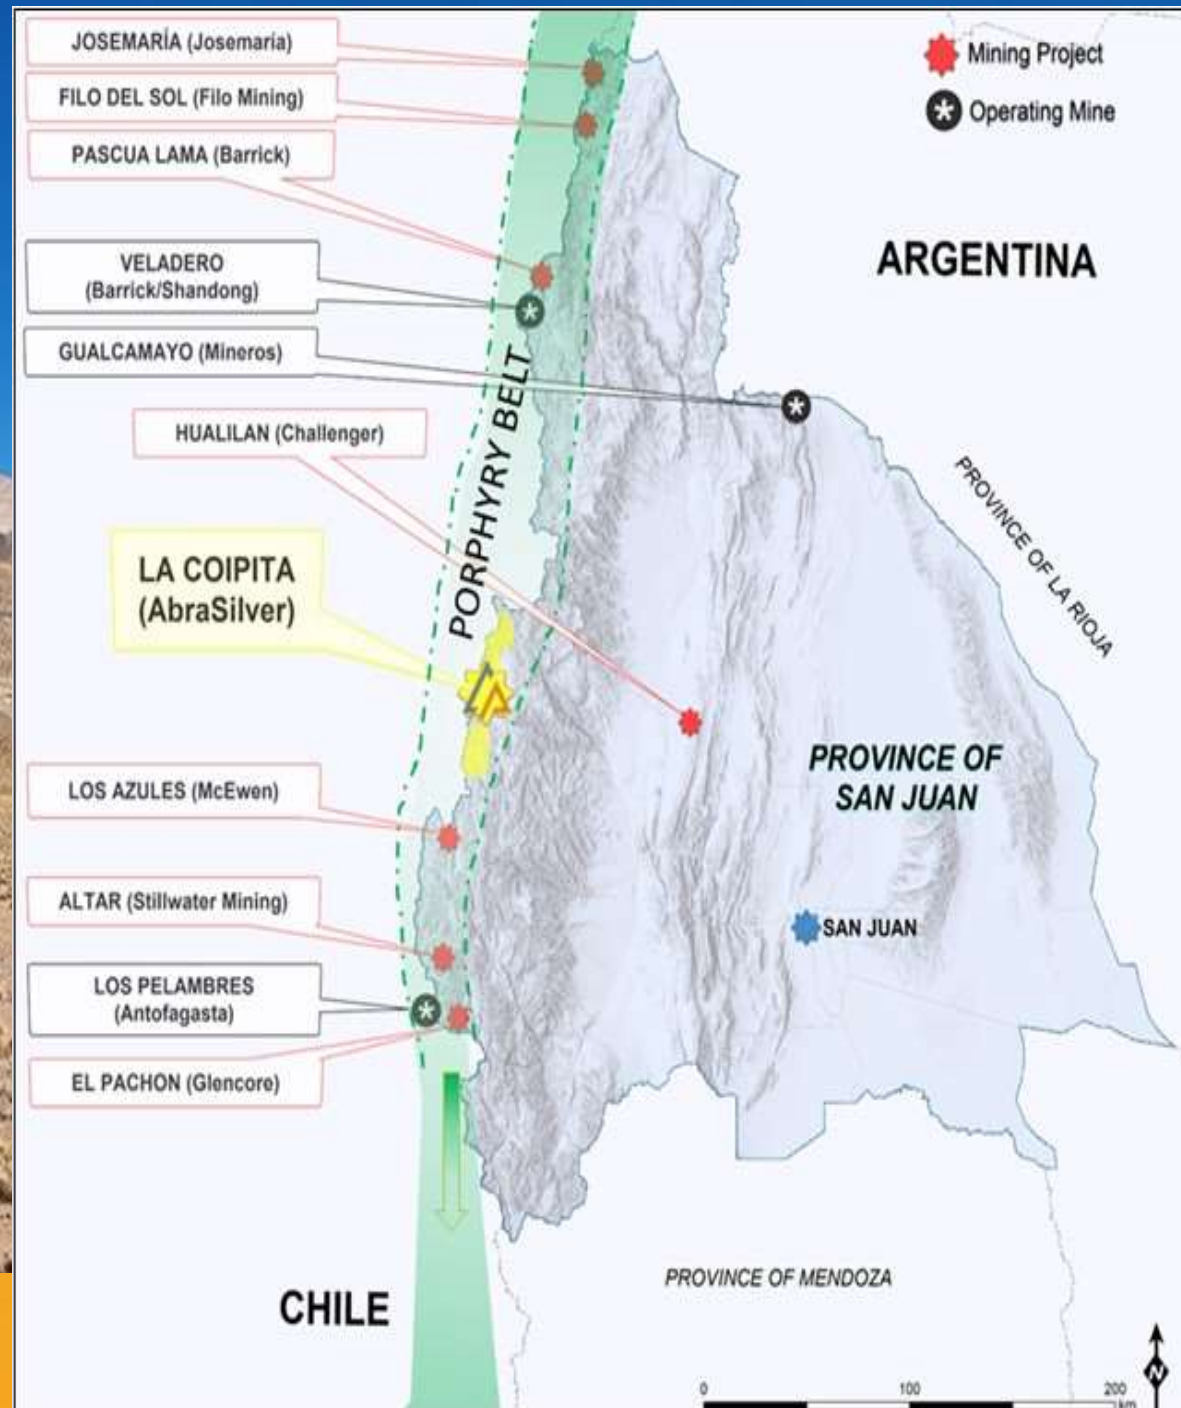 JOSEMARÍA (Josemaria)
FILO DEL SOL (Filo Mining)
PASCUA LAMA (Barrick)
VELADERO
(Barrick/Shandong)
GUALCAMAYO (Mineros)
HUALILAN (Challenger)
LA COIPITA
(AbraSilver)
LOS AZULES (McEwen)
ALTAR (Stillwater Mining)
LOS PELAMBRES
(Antofagasta)
EL PACHON (Glencore)
PORPHYRY BELT
Mining Project
Operating Mine
ARGENTINA
PROVINCE OF LA RIOJA
PROVINCE OF
SAN JUAN
SAN JUAN
PROVINCE OF MENDOZA
CHILE
0 100 200
km
N